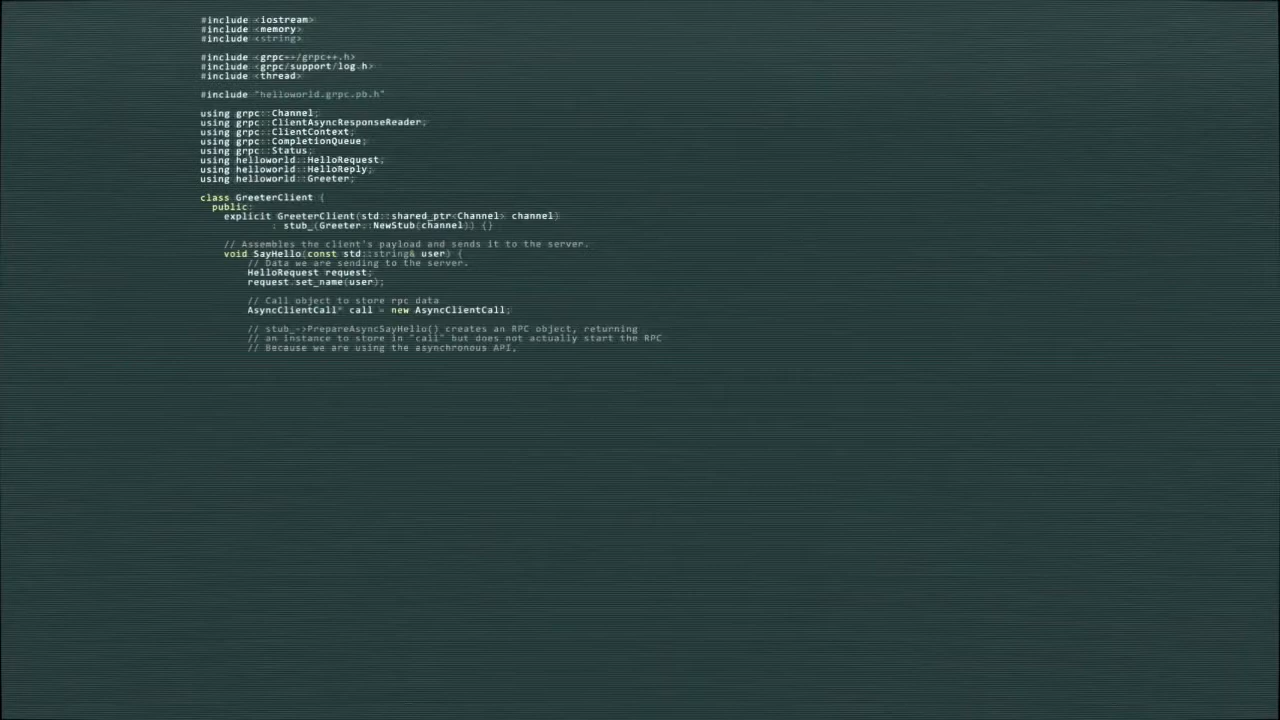 #include <iostream>
#include <memory>
#include <string>
#include <grpc++/grpc++.h>
#include <grpc/support/log.h>
#include <thread>
#include "helloworld.grpc.pb.h"
using grpc::Channel;
using grpc::ClientAsyncResponseReader;
using grpc::ClientContext;
using grpc::CompletionQueue;
using grpc::Status;
using helloworld::HelloRequest;
using helloworld::HelloReply;
using helloworld::Greeter;
class GreeterClient {
public:
explicit GreeterClient(std::shared_ptr<Channel> channel)
: stub_(Greeter::NewStub(channel)) {}
// Assembles the client's payload and sends it to the server.
void SayHello(const std::string& user) {
// Data we are sending to the server.
HelloRequest request;
request.set_name(user);
// Call object to store rpc data
AsyncClientCall* call = new AsyncClientCall;
// stub_->PrepareAsyncSayHello() creates an RPC object, returning
// an instance to store in "call" but does not actually start the RPC
// Because we are using the asynchronous API,